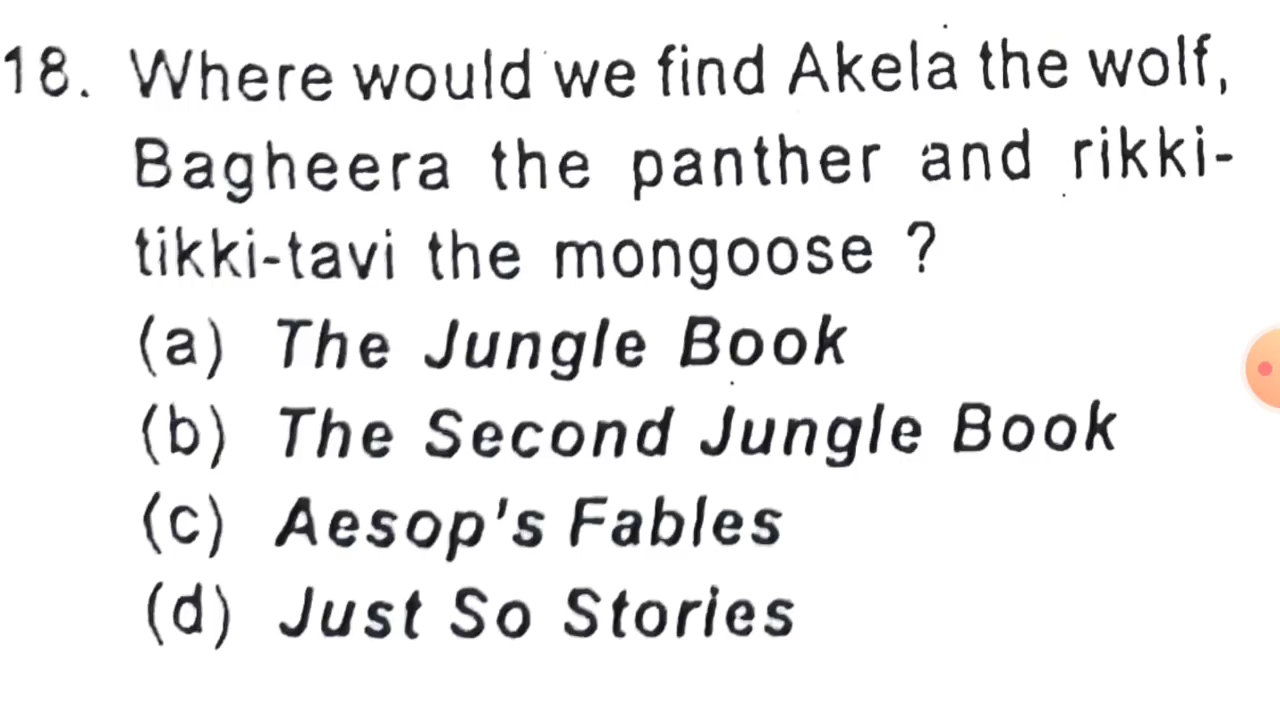 18. Where would we find Akela the wolf,
Bagheera the panther and rikki-
tikki-tavi the mongoose ?
(a) The Jungle Book
(b) The Second Jungle Book
(c) Aesop's Fables
(d) Just So Stories